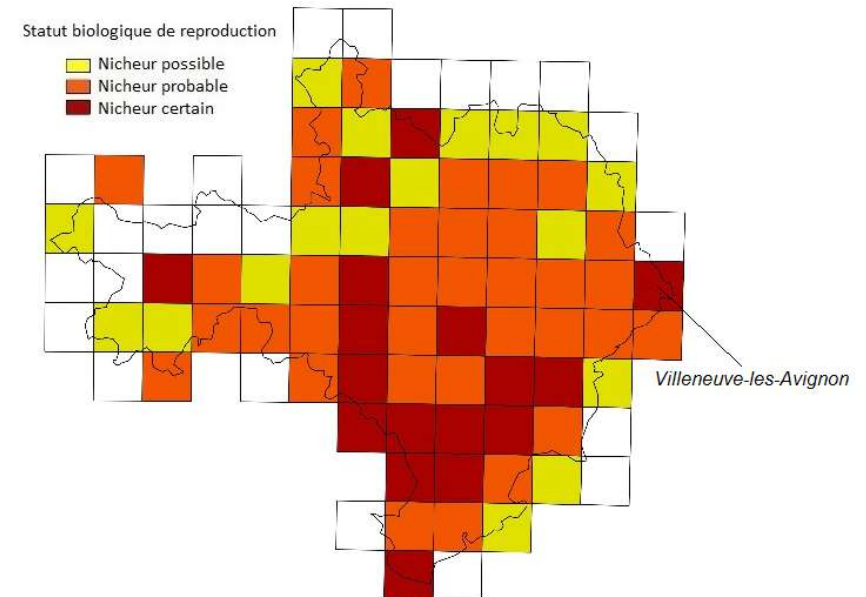 Statut biologique de reproduction
Nicheur possible
Nicheur probable
Nicheur certain
Villeneuve-les-Avignon